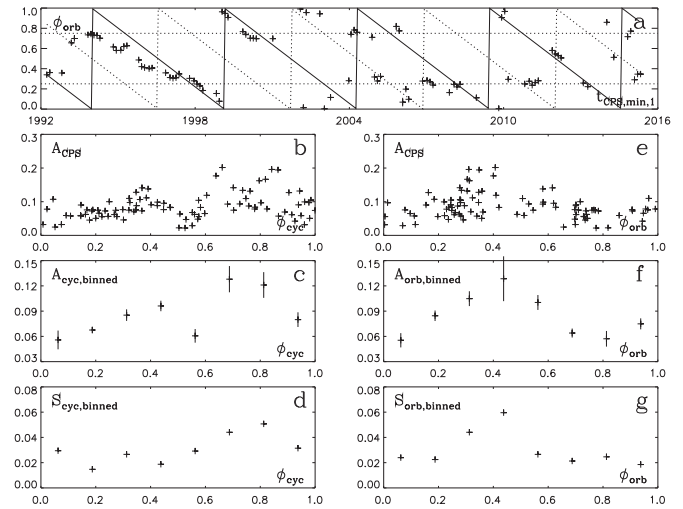 1.0
0.8
0.6
0.4
0.2
0.0
ϕorb
a
tCPS,min,1
1992 1998 2004 2010 2016
0.3
0.2
0.1
0.0
ACPS
b
ϕcyc
0.0 0.2 0.4 0.6 0.8 1.0
0.3
0.2
0.1
0.0
ACPS
e
ϕorb
0.0 0.2 0.4 0.6 0.8 1.0
0.15
0.12
0.09
0.06
0.03
Acyc,binned
c
ϕcyc
0.0 0.2 0.4 0.6 0.8 1.0
0.15
0.12
0.09
0.06
0.03
Aorb,binned
f
ϕorb
0.0 0.2 0.4 0.6 0.8 1.0
0.08
0.06
0.04
0.02
0.00
Scyc,binned
d
ϕcyc
0.0 0.2 0.4 0.6 0.8 1.0
0.08
0.06
0.04
0.02
0.00
Sorb,binned
g
ϕorb
0.0 0.2 0.4 0.6 0.8 1.0